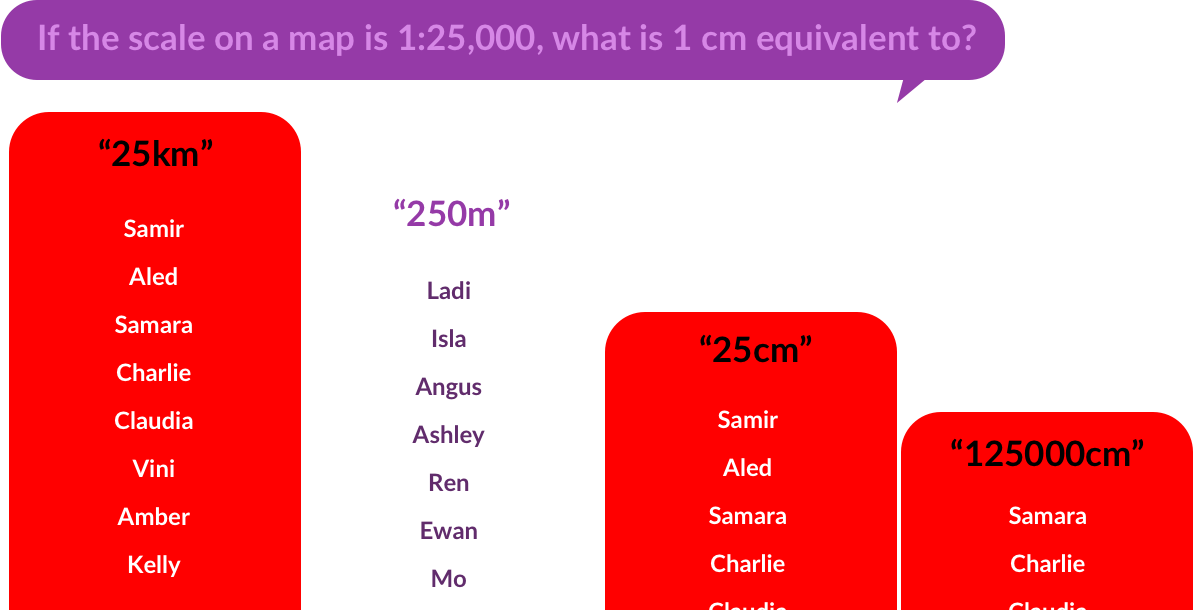 If the scale on a map is 1:25,000, what is 1 cm equivalent to?
“25km”
Samir
Aled
Samara
Charlie
Claudia
Vini
Amber
Kelly
“250m”
Ladi
Isla
Angus
Ashley
Ren
Ewan
Mo
“25cm”
Samir
Aled
Samara
Charlie
Claudia
“125000cm”
Samara
Charlie
Claudia